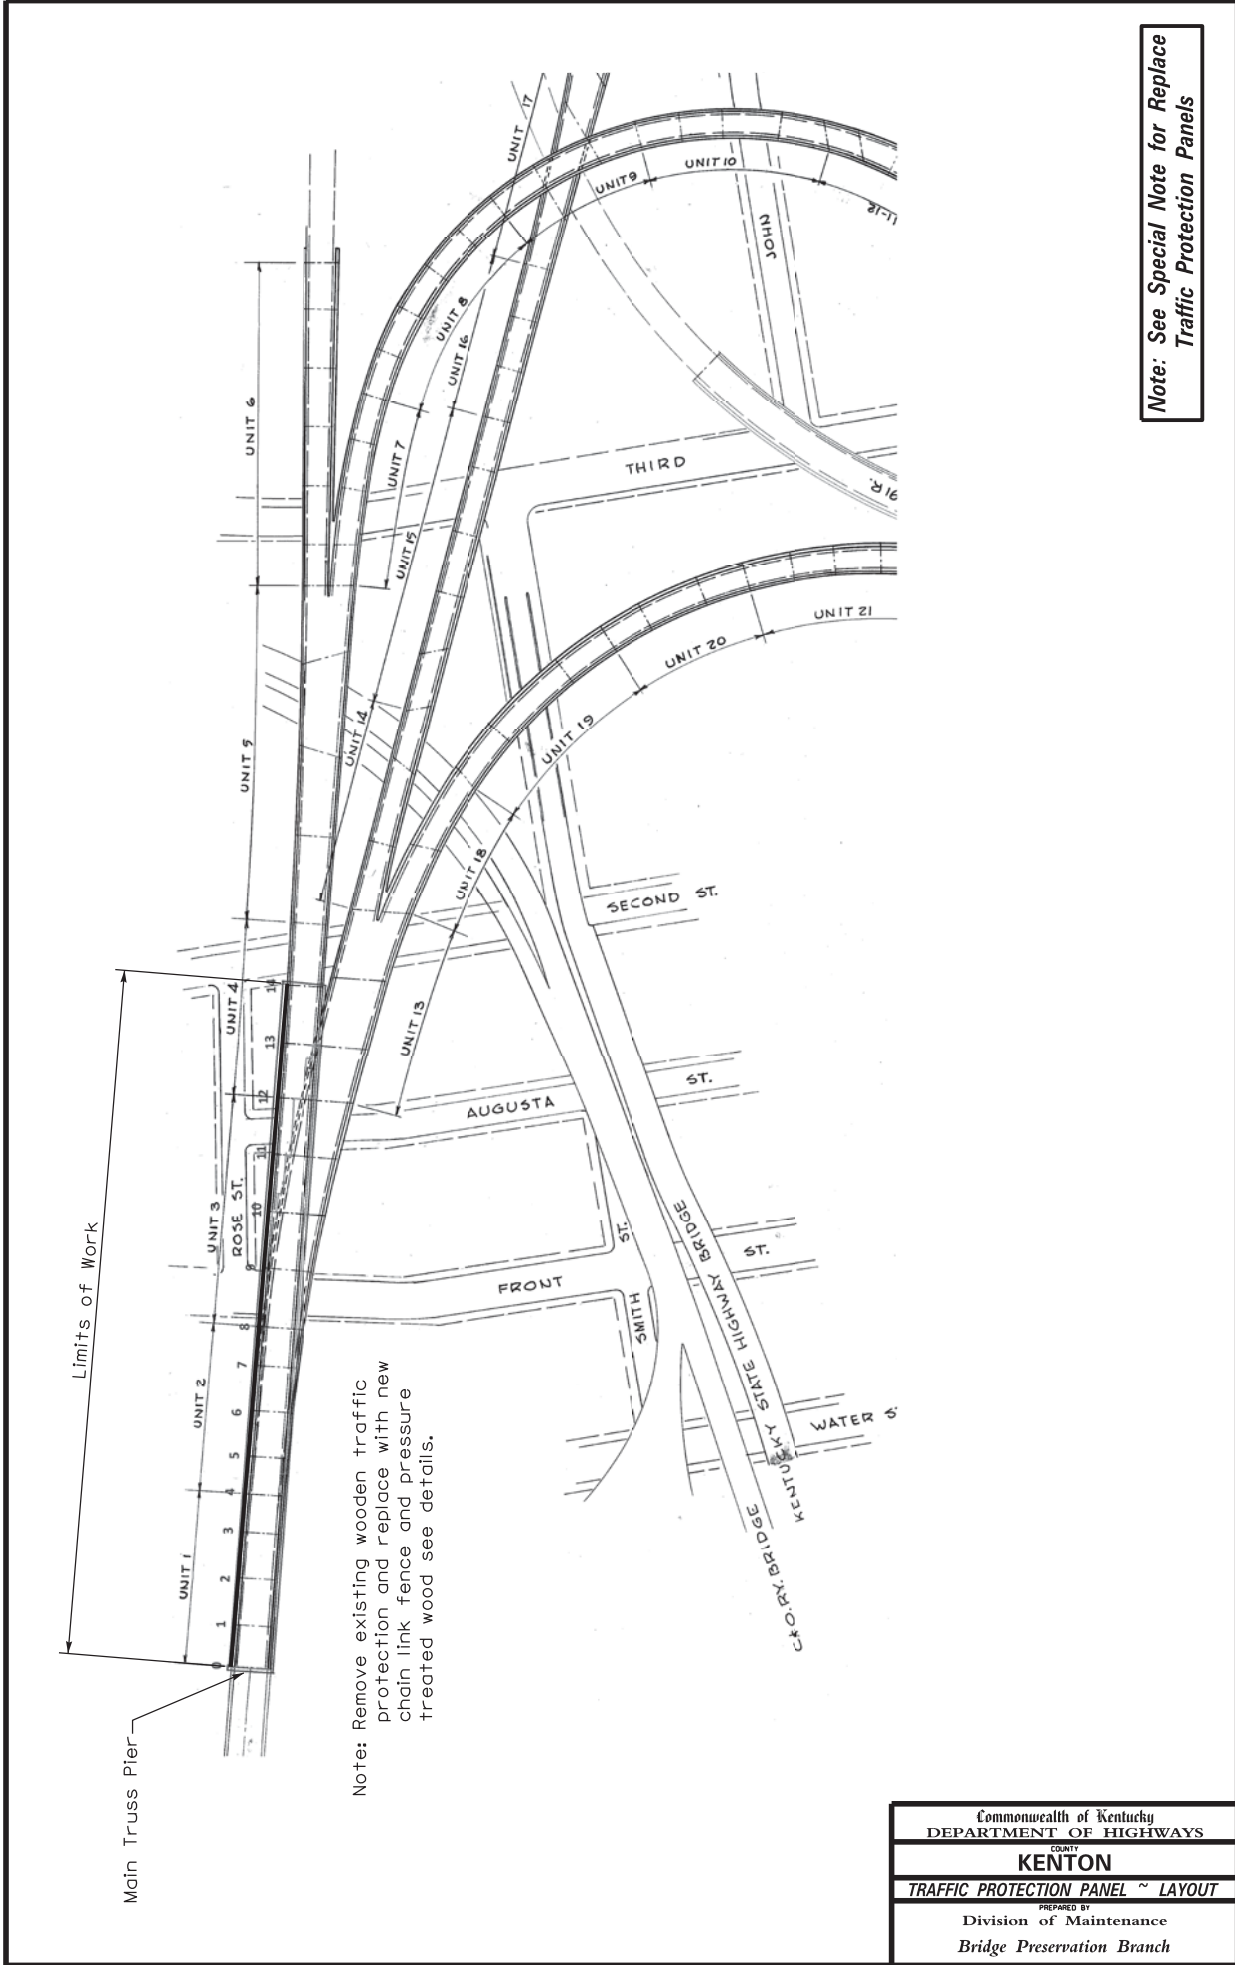 Note: See Special Note for Replace
Traffic Protection Panels
Limits of Work
Main Truss Pier
Note: Remove existing wooden traffic
protection and replace with new
chain link fence and pressure
treated wood see details.
UNIT 1
UNIT 2
UNIT 3
UNIT 4
UNIT 5
UNIT 6
UNIT 7
UNIT 8
UNIT 9
UNIT 10
11-12
UNIT 13
UNIT 14
UNIT 15
UNIT 16
UNIT 17
UNIT 18
UNIT 19
UNIT 20
UNIT 21
0
1
2
3
4
5
6
7
8
9
10
11
12
13
14
ROSE ST.
AUGUSTA
ST.
FRONT
ST.
SMITH
ST.
SECOND ST.
THIRD
JOHN
91R.
WATER S
KENTUCKY STATE HIGHWAY BRIDGE
C&O.RY. BRIDGE
Commonwealth of Kentucky
DEPARTMENT OF HIGHWAYS
COUNTY
KENTON
TRAFFIC PROTECTION PANEL ~ LAYOUT
PREPARED BY
Division of Maintenance
Bridge Preservation Branch